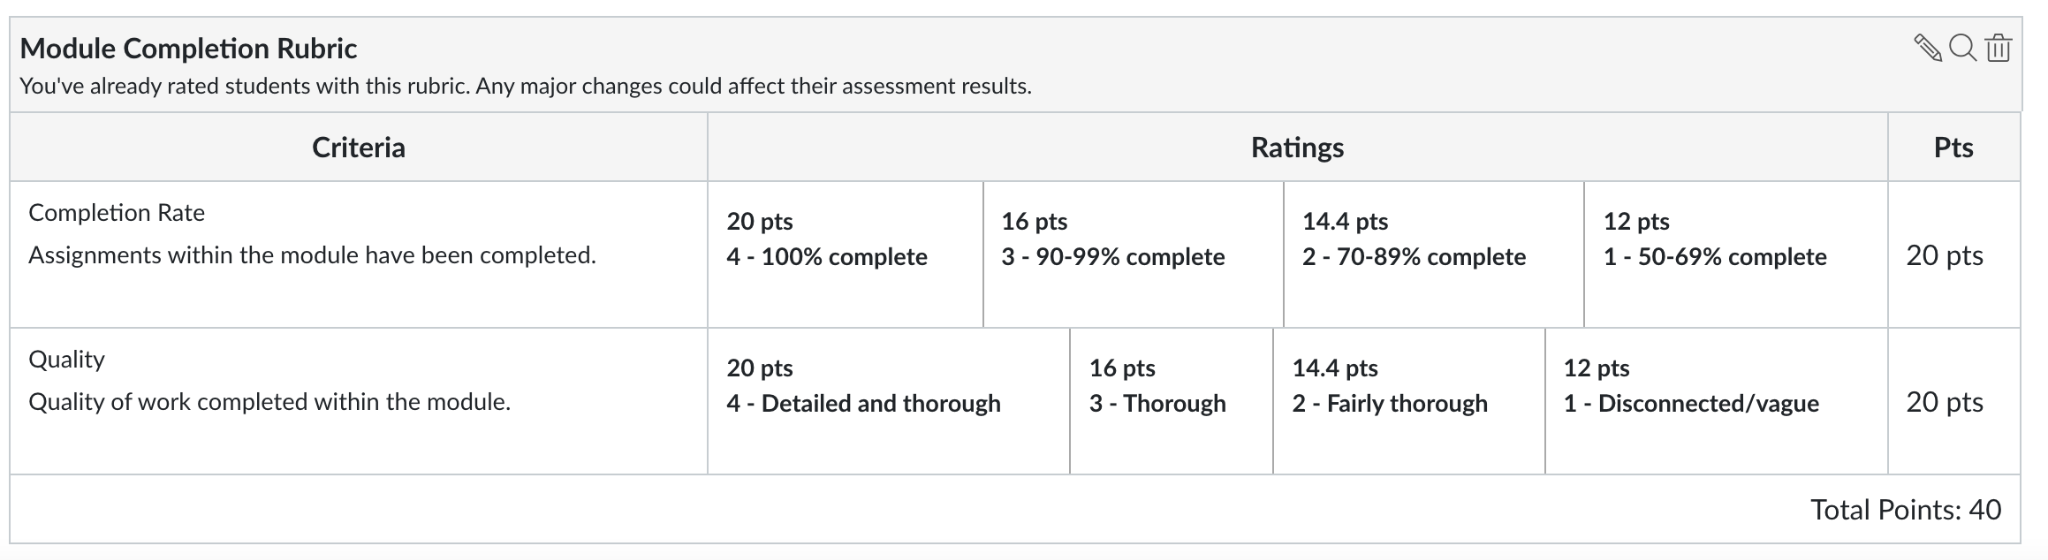 Module Completion Rubric
You've already rated students with this rubric. Any major changes could affect their assessment results.
Criteria
Ratings
Pts
Completion Rate
Assignments within the module have been completed.
20 pts
4 - 100% complete
16 pts
3 - 90-99% complete
14.4 pts
2 - 70-89% complete
12 pts
1 - 50-69% complete
20 pts
Quality
Quality of work completed within the module.
20 pts
4 - Detailed and thorough
16 pts
3 - Thorough
14.4 pts
2 - Fairly thorough
12 pts
1 - Disconnected/vague
20 pts
Total Points: 40